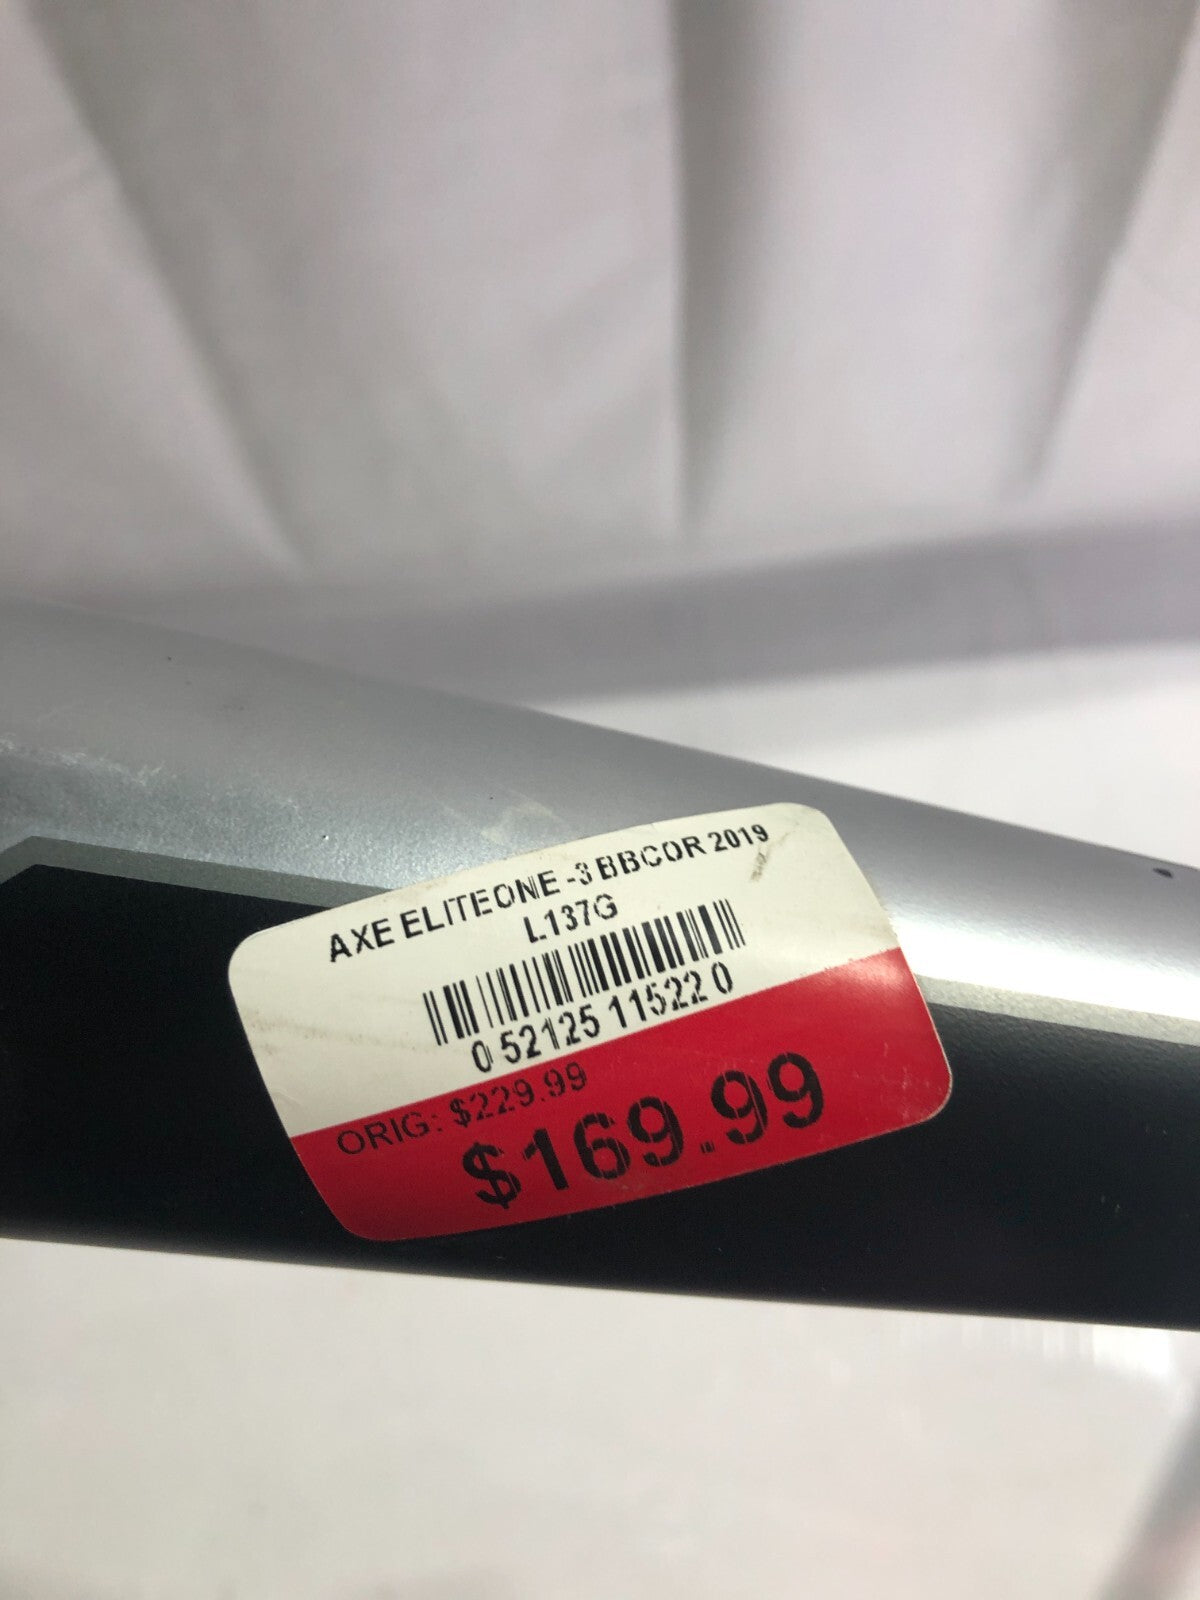 AXE ELITEONE -3 BBCOR 2019
L137G
0 52125 11522 0
ORIG: $229.99
$169.99